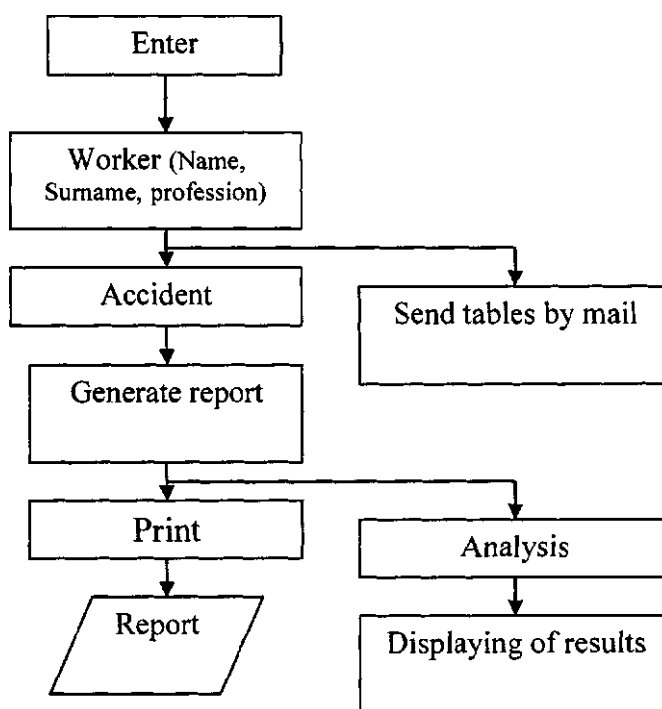 Enter
Worker (Name,
Surname, profession)
Accident
Send tables by mail
Generate report
Print
Analysis
Report
Displaying of results